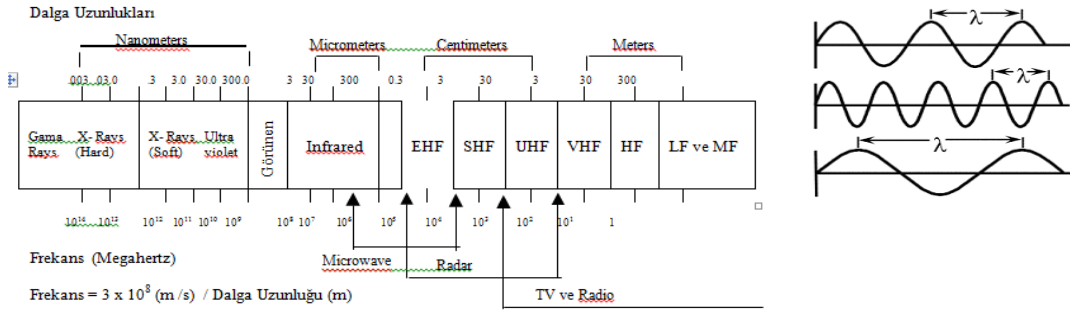 Dalga Uzunlukları
Nanometers Micrometers Centimeters Meters
.003 .03.0 .3 3.0 30.0 300.0 3 30 300 0.3 3 30 3 30 300
Gama Rays X- Rays (Hard) X- Rays (Soft) Ultra violet Görünen Infrared EHF SHF UHF VHF HF LF ve MF
10¹⁴ 10¹³ 10¹² 10¹¹ 10¹⁰ 10⁹ 10⁸ 10⁷ 10⁶ 10⁵ 10⁴ 10³ 10² 10¹ 1
Frekans (Megahertz)
Microwave Radar
Frekans = 3 x 10⁸ (m /s) / Dalga Uzunluğu (m)
TV ve Radio
λ
λ
λ